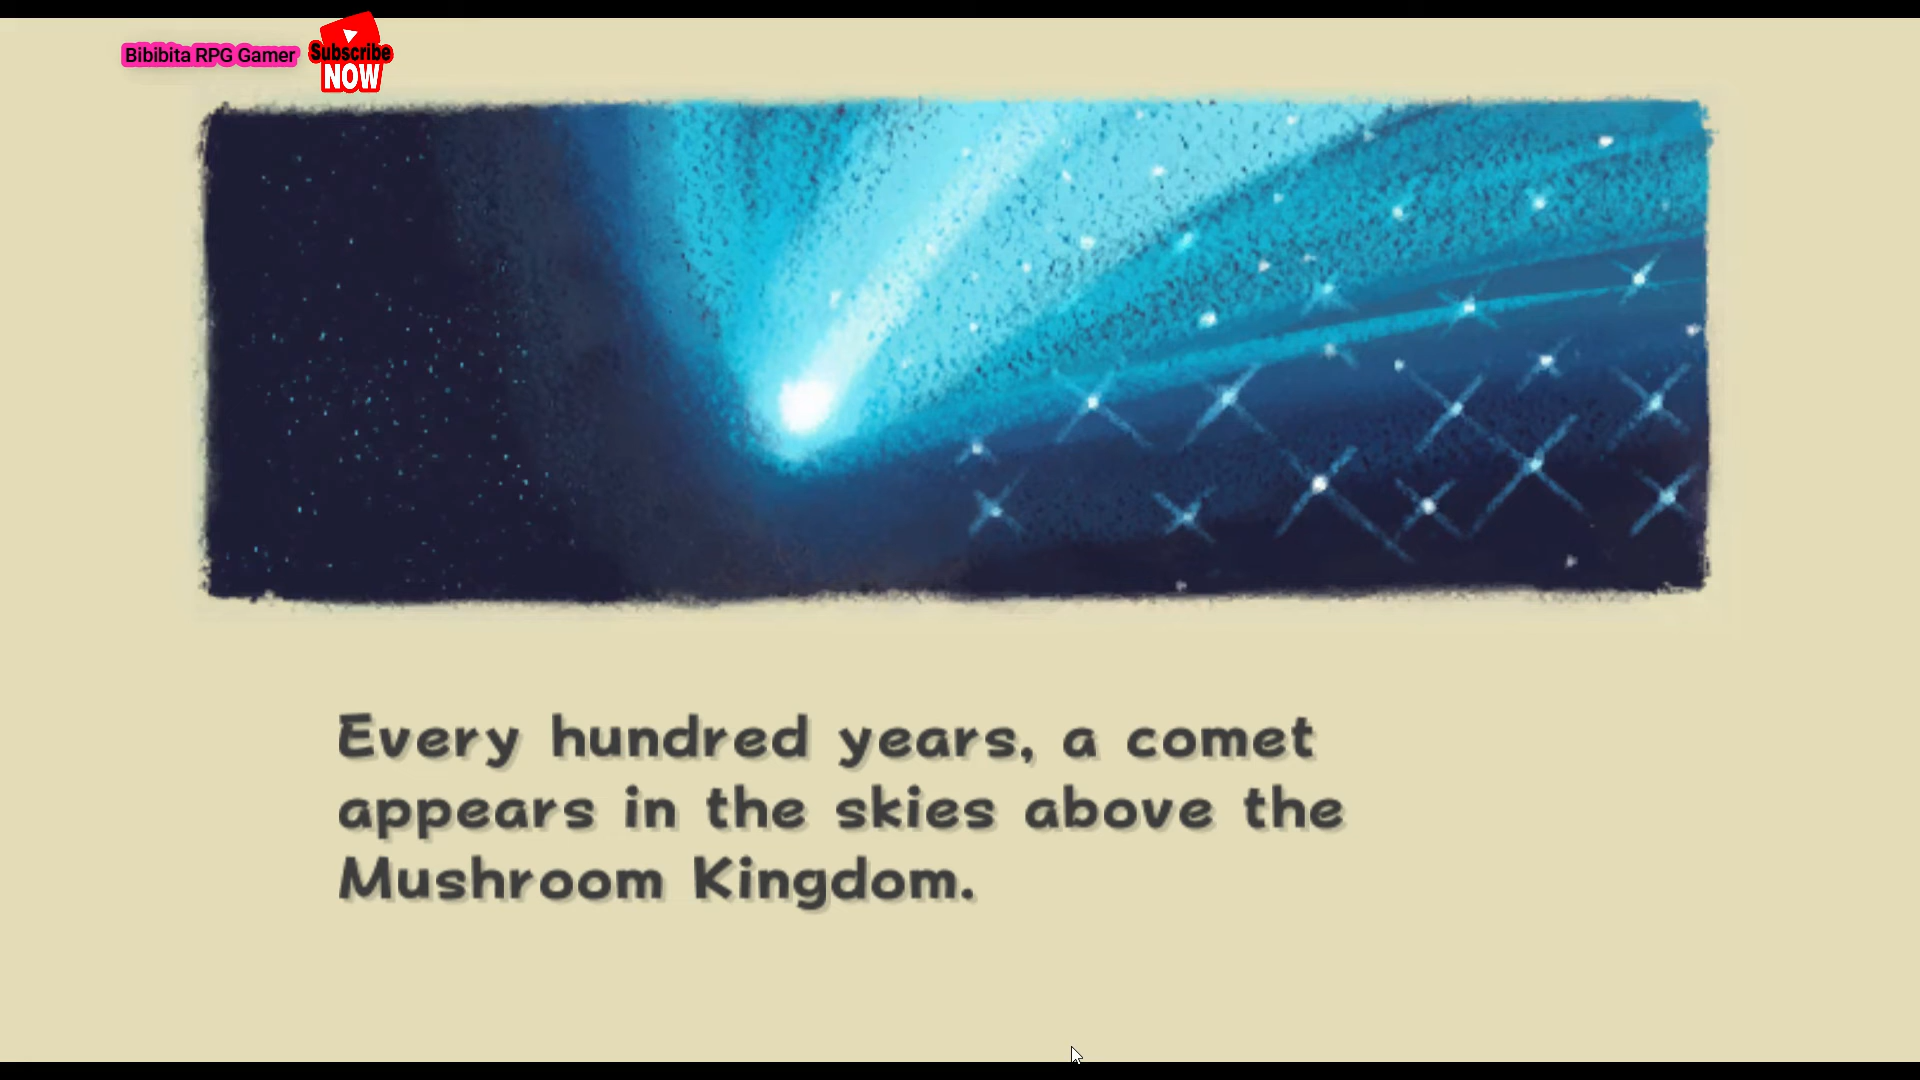 Bibibita RPG Gamer
Subscribe
NOW
Every hundred years, a comet
appears in the skies above the
Mushroom Kingdom.